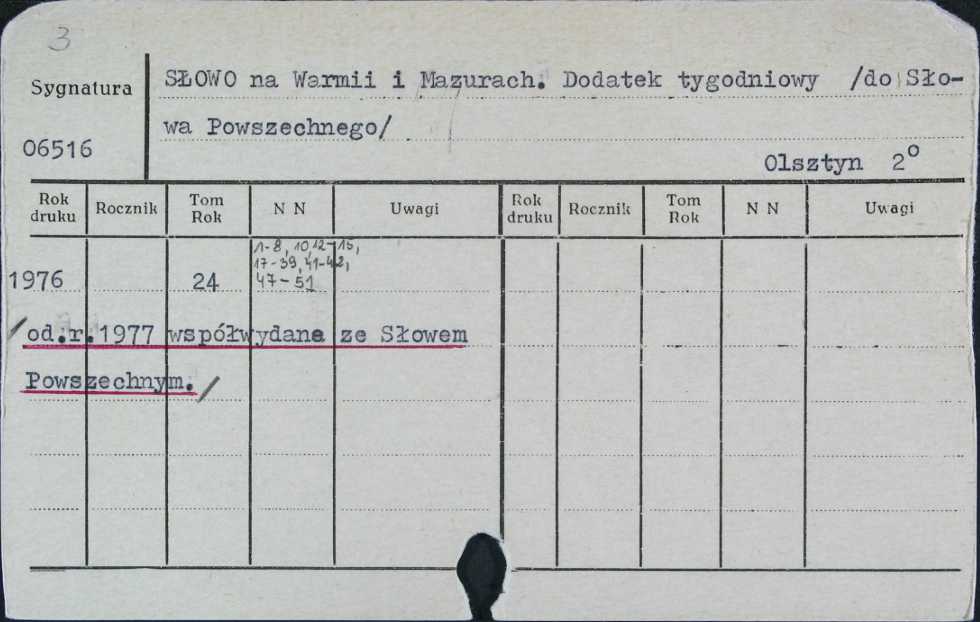 3
Sygnatura
SŁOWO na Warmii i Mazurach. Dodatek tygodniowy /do Sło-
wa Powszechnego/
06516
Olsztyn 2°
Rok druku Rocznik Tom Rok N N Uwagi Rok druku Rocznik Tom Rok N N Uwagi
1-8, 10, 12-15,
17-39, 41-42,
1976 24 47-51
/od.r.1977 współwydane ze Słowem
Powszechnym./